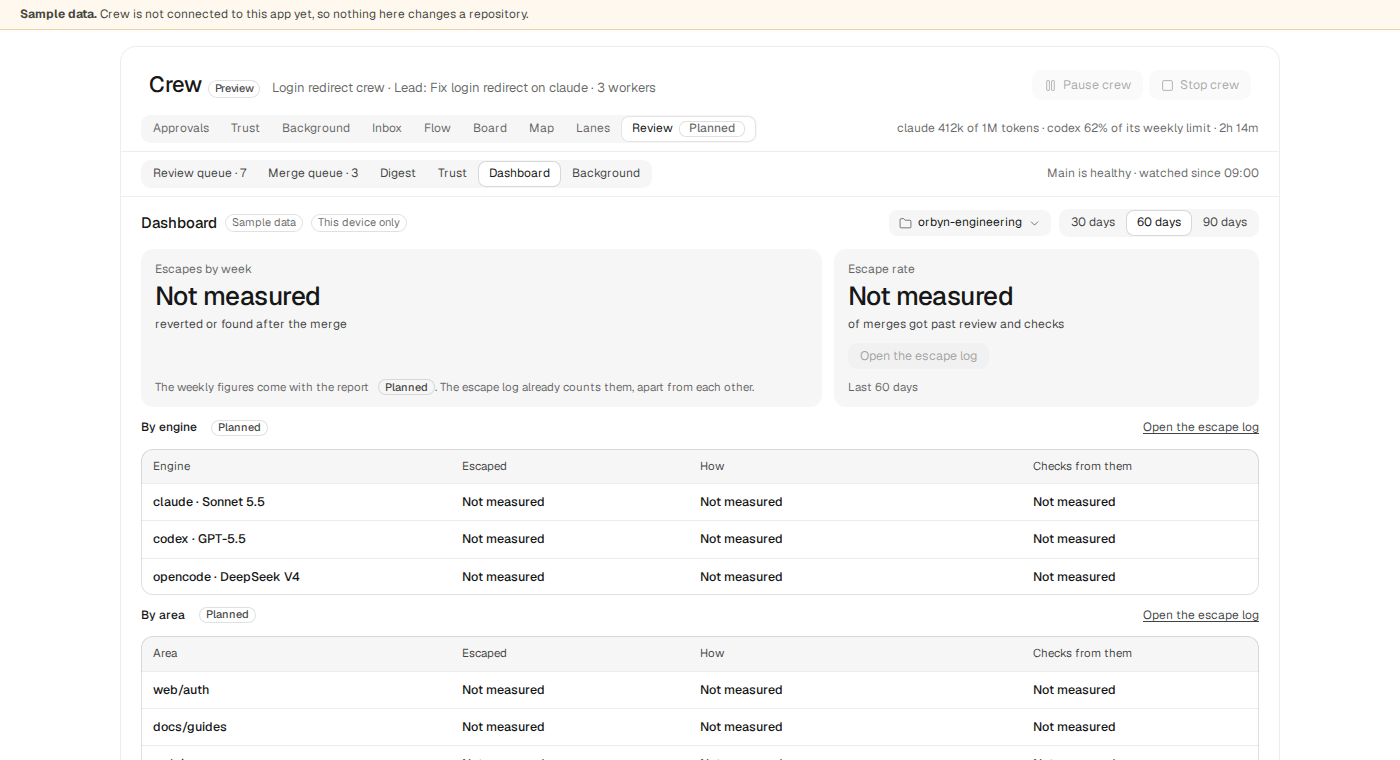 Sample data. Crew is not connected to this app yet, so nothing here changes a repository.
Crew Preview Login redirect crew · Lead: Fix login redirect on claude · 3 workers Pause crew Stop crew
Approvals Trust Background Inbox Flow Board Map Lanes Review Planned claude 412k of 1M tokens · codex 62% of its weekly limit · 2h 14m
Review queue · 7 Merge queue · 3 Digest Trust Dashboard Background Main is healthy · watched since 09:00
Dashboard Sample data This device only orbyn-engineering 30 days 60 days 90 days
Escapes by week
Not measured
reverted or found after the merge
The weekly figures come with the report Planned. The escape log already counts them, apart from each other.
Escape rate
Not measured
of merges got past review and checks
Open the escape log
Last 60 days
By engine Planned Open the escape log
Engine Escaped How Checks from them
claude · Sonnet 5.5 Not measured Not measured Not measured
codex · GPT-5.5 Not measured Not measured Not measured
opencode · DeepSeek V4 Not measured Not measured Not measured
By area Planned Open the escape log
Area Escaped How Checks from them
web/auth Not measured Not measured Not measured
docs/guides Not measured Not measured Not measured